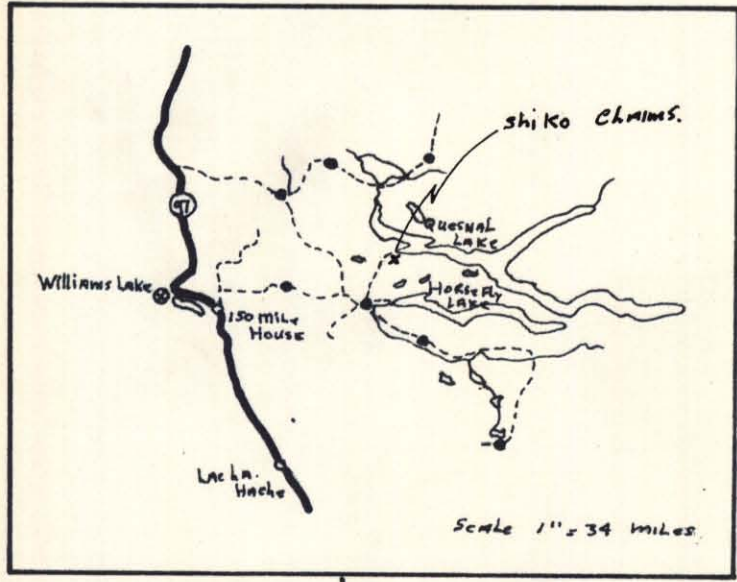 Shiko Claims.
97
QUESNAL
LAKE
Williams Lake
HORSEFLY
LAKE
150 Mile
HOUSE
Lac La
Hache
Scale 1" = 34 miles